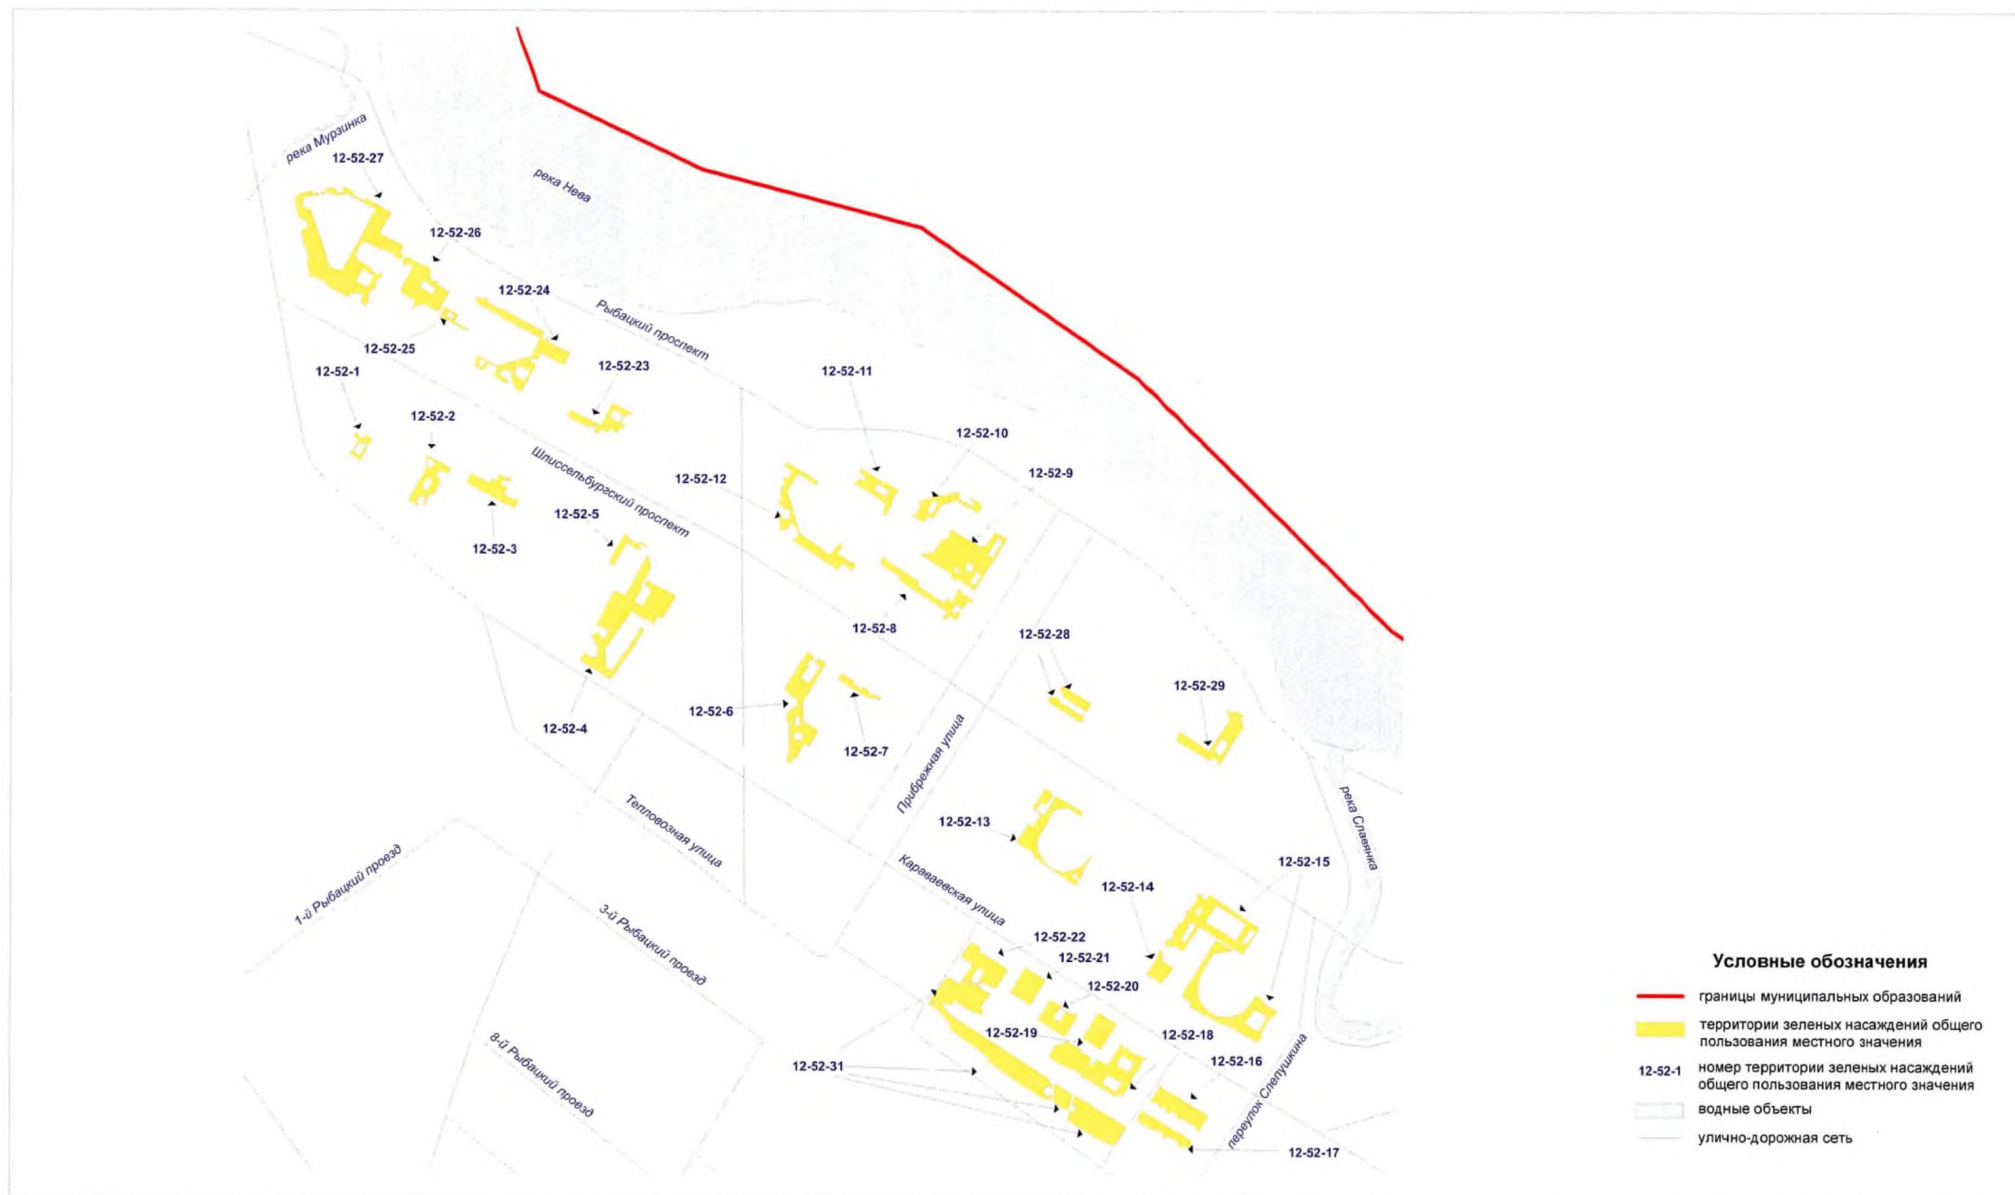 река Мурзинка
12-52-27
река Нева
12-52-26
12-52-24
Рыбацкий проспект
12-52-25
12-52-1
12-52-23
12-52-11
12-52-2
12-52-10
Шлиссельбургский проспект
12-52-12
12-52-9
12-52-5
12-52-3
12-52-8
12-52-28
12-52-29
12-52-6
12-52-4
12-52-7
Прибрежная улица
Тепловозная улица
12-52-13
река Славянка
1-й Рыбацкий проезд
3-й Рыбацкий проезд
Караваевская улица
12-52-15
12-52-14
12-52-22
12-52-21
12-52-20
12-52-19
12-52-18
12-52-16
8-й Рыбацкий проезд
12-52-31
переулок Слепушкина
12-52-17
Условные обозначения
границы муниципальных образований
территории зеленых насаждений общего
пользования местного значения
12-52-1 номер территории зеленых насаждений
общего пользования местного значения
водные объекты
улично-дорожная сеть